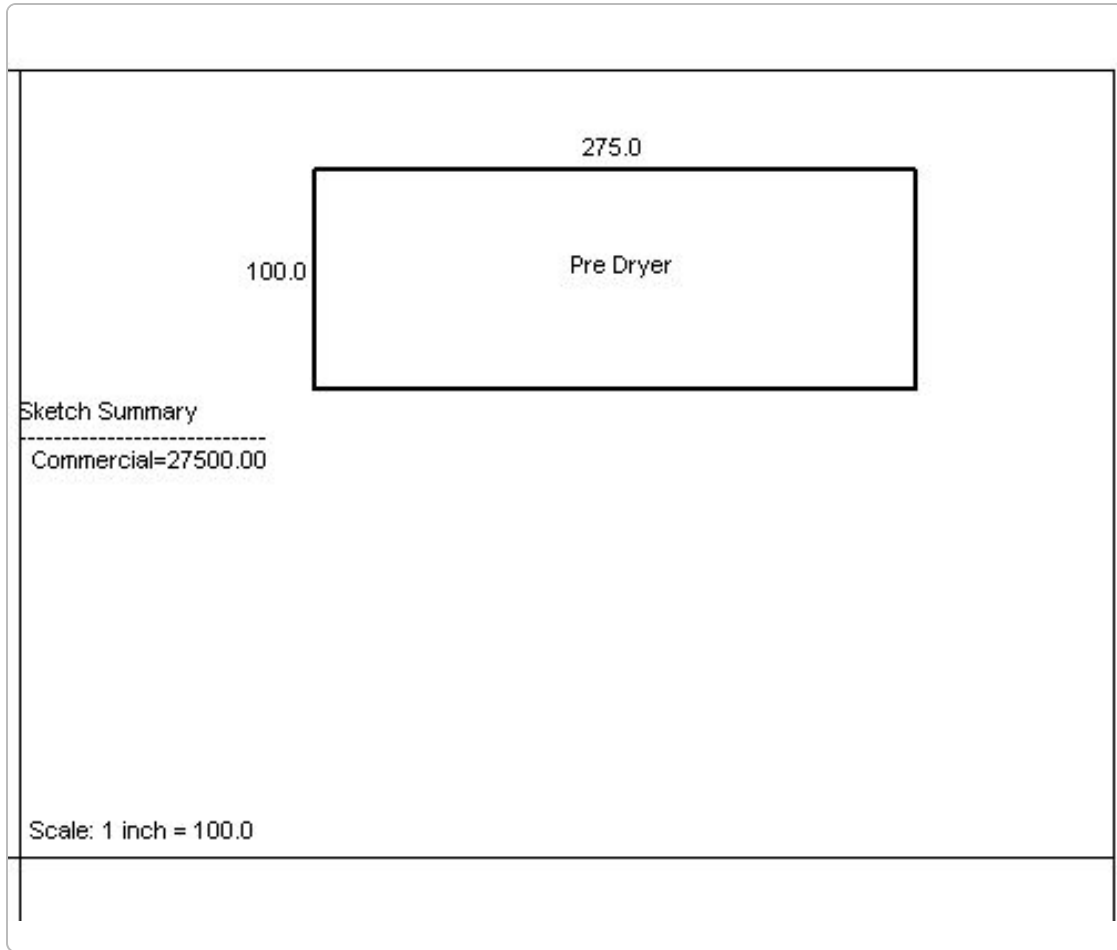 275.0
100.0
Pre Dryer
Sketch Summary
----------------------------
Commercial=27500.00
Scale: 1 inch = 100.0